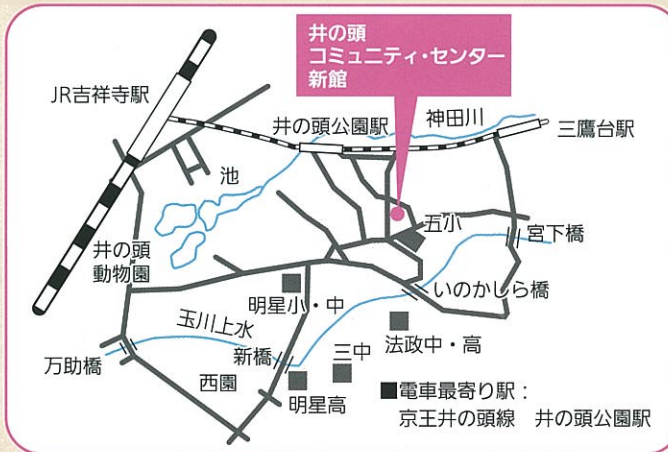 井の頭
コミュニティ・センター
新館
JR吉祥寺駅
井の頭公園駅
神田川
三鷹台駅
池
五小
宮下橋
井の頭
動物園
明星小・中
いのかしら橋
玉川上水
新橋
三中
法政中・高
万助橋
西園
明星高
■電車最寄り駅：
京王井の頭線　井の頭公園駅